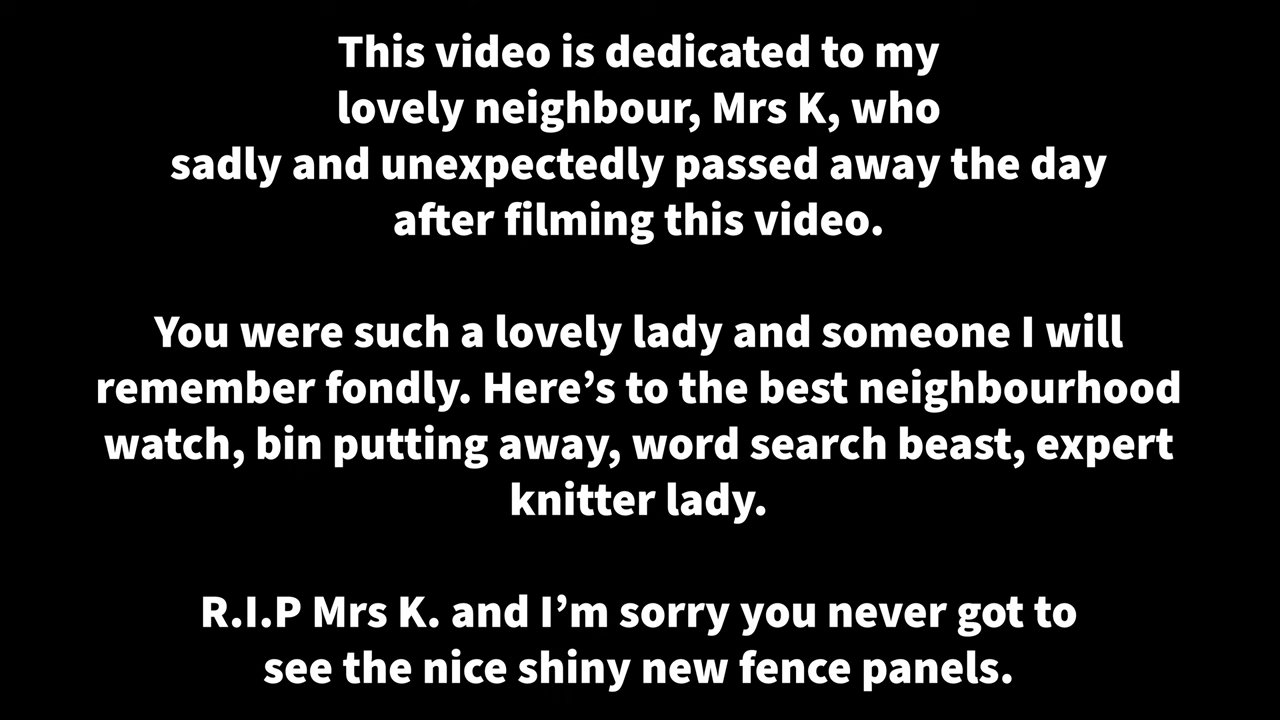 This video is dedicated to my
lovely neighbour, Mrs K, who
sadly and unexpectedly passed away the day
after filming this video.
You were such a lovely lady and someone I will
remember fondly. Here’s to the best neighbourhood
watch, bin putting away, word search beast, expert
knitter lady.
R.I.P Mrs K. and I’m sorry you never got to
see the nice shiny new fence panels.